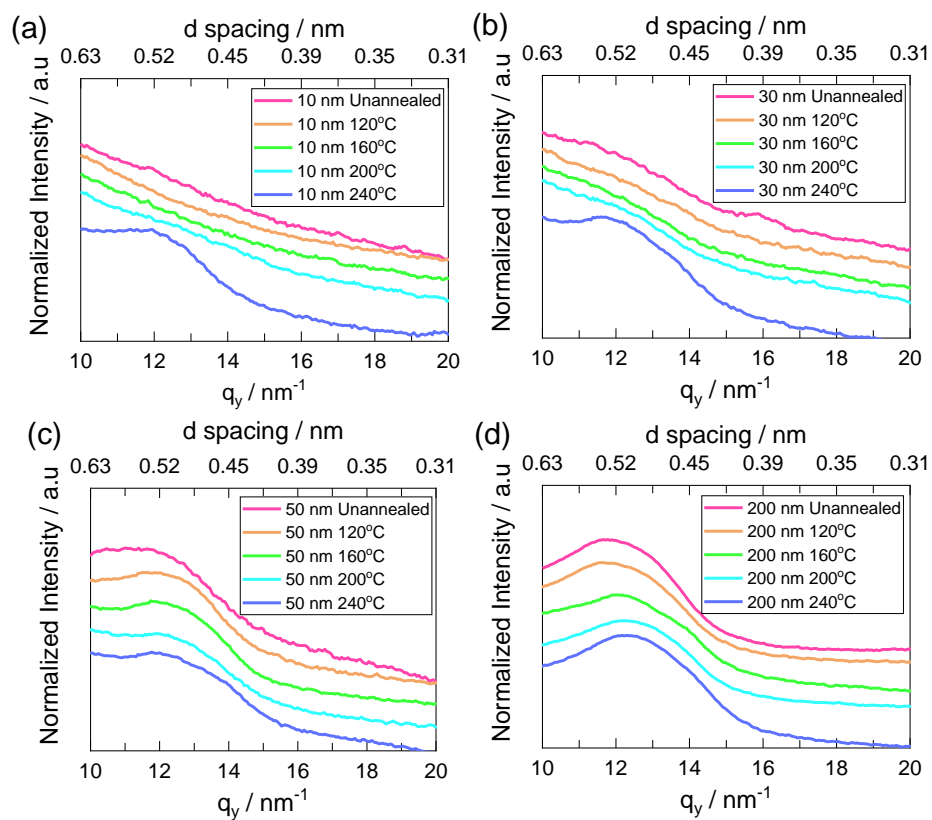 (a)
d spacing / nm
0.63 0.52 0.45 0.39 0.35 0.31
Normalized Intensity / a.u
10 nm Unannealed
10 nm 120°C
10 nm 160°C
10 nm 200°C
10 nm 240°C
10 12 14 16 18 20
q_y / nm⁻¹
(b)
d spacing / nm
0.63 0.52 0.45 0.39 0.35 0.31
Normalized Intensity / a.u
30 nm Unannealed
30 nm 120°C
30 nm 160°C
30 nm 200°C
30 nm 240°C
10 12 14 16 18 20
q_y / nm⁻¹
(c)
d spacing / nm
0.63 0.52 0.45 0.39 0.35 0.31
Normalized Intensity / a.u
50 nm Unannealed
50 nm 120°C
50 nm 160°C
50 nm 200°C
50 nm 240°C
10 12 14 16 18 20
q_y / nm⁻¹
(d)
d spacing / nm
0.63 0.52 0.45 0.39 0.35 0.31
Normalized Intensity / a.u
200 nm Unannealed
200 nm 120°C
200 nm 160°C
200 nm 200°C
200 nm 240°C
10 12 14 16 18 20
q_y / nm⁻¹